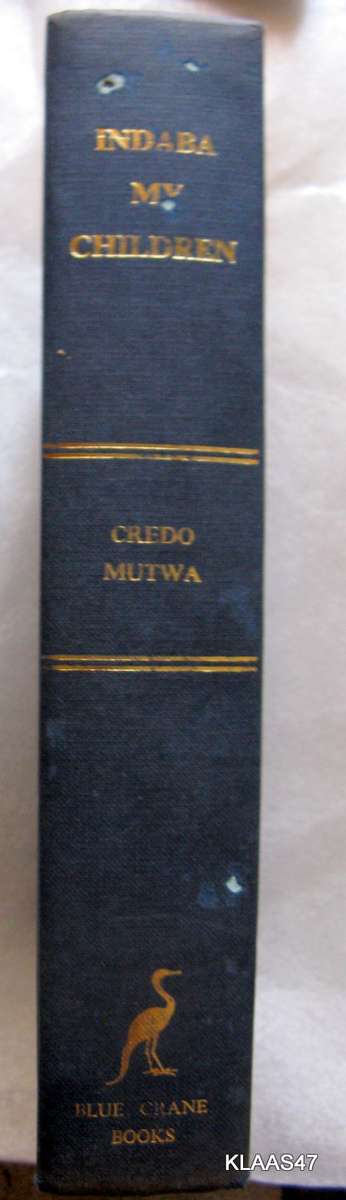 INDABA
MY
CHILDREN
CREDO
MUTWA
BLUE CRANE
BOOKS
KLAAS47